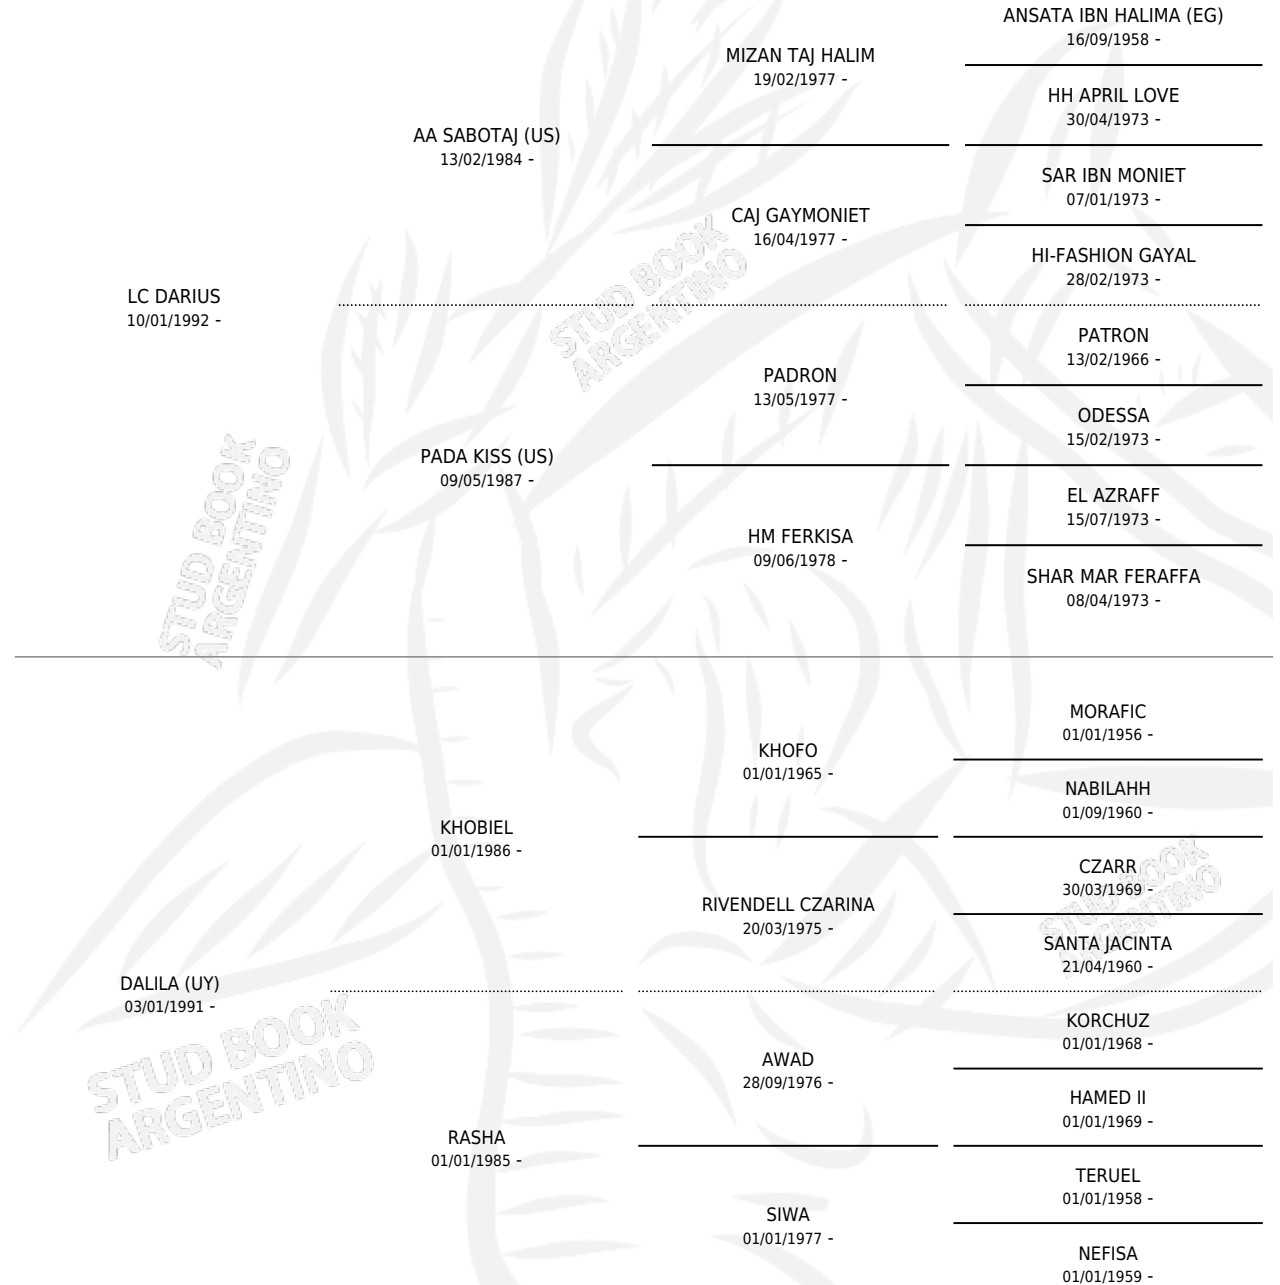 ANSATA IBN HALIMA (EG)
16/09/1958 -
MIZAN TAJ HALIM
19/02/1977 -
HH APRIL LOVE
30/04/1973 -
AA SABOTAJ (US)
13/02/1984 -
SAR IBN MONIET
07/01/1973 -
CAJ GAYMONIET
16/04/1977 -
HI-FASHION GAYAL
28/02/1973 -
LC DARIUS
10/01/1992 -
PATRON
13/02/1966 -
PADRON
13/05/1977 -
ODESSA
15/02/1973 -
PADA KISS (US)
09/05/1987 -
EL AZRAFF
15/07/1973 -
HM FERKISA
09/06/1978 -
SHAR MAR FERAFFA
08/04/1973 -
MORAFIC
01/01/1956 -
KHOFO
01/01/1965 -
NABILAHH
01/09/1960 -
KHOBIEL
01/01/1986 -
CZARR
30/03/1969 -
RIVENDELL CZARINA
20/03/1975 -
SANTA JACINTA
21/04/1960 -
DALILA (UY)
03/01/1991 -
KORCHUZ
01/01/1968 -
AWAD
28/09/1976 -
HAMED II
01/01/1969 -
RASHA
01/01/1985 -
TERUEL
01/01/1958 -
SIWA
01/01/1977 -
NEFISA
01/01/1959 -
STUD BOOK
ARGENTINO
STUD BOOK
ARGENTINO
STUD BOOK
ARGENTINO
STUD BOOK
ARGENTINO